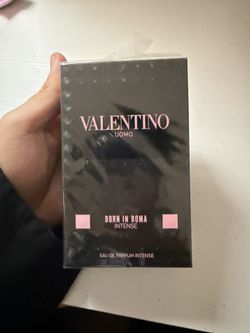 VALENTINO
UOMO
BORN IN ROMA
INTENSE
EAU DE PARFUM INTENSE